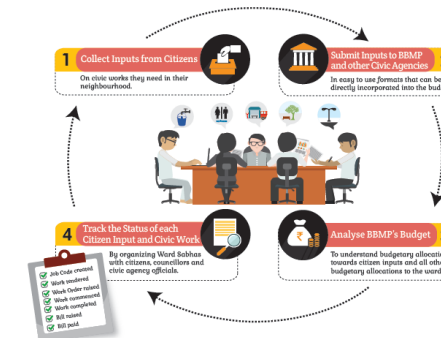 1
Collect Inputs from Citizens
On civic works they need in their
neighbourhood.
Submit Inputs to BBMP
and other Civic Agencies
In easy to use formats that can be
directly incorporated into the bud
4
Track the Status of each
Citizen Input and Civic Work
By organizing Ward Sabhas
with citizens, councillors and
civic agency officials.
Analyse BBMP's Budget
To understand budgetary allocatio
towards citizen inputs and all othe
budgetary allocations to the ward
Job Code created
Work tendered
Work Order raised
Work commenced
Work completed
Bill raised
Bill paid